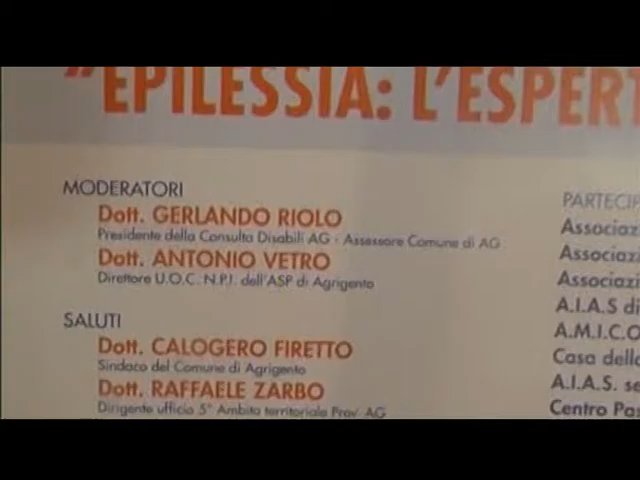 "EPILESSIA: L'ESPERT
MODERATORI
Dott. GERLANDO RIOLO
Presidente della Consulta Disabili AG - Assessore Comune di AG
Dott. ANTONIO VETRO
Direttore U.O.C. N.P.I. dell'ASP di Agrigento
SALUTI
Dott. CALOGERO FIRETTO
Sindaco del Comune di Agrigento
Dott. RAFFAELE ZARBO
Dirigente ufficio 5° Ambito territoriale Prov. AG
PARTECIP
Associazi
Associazi
Associazi
A.I.A.S di
A.M.I.C.O
Casa della
A.I.A.S. se
Centro Pas